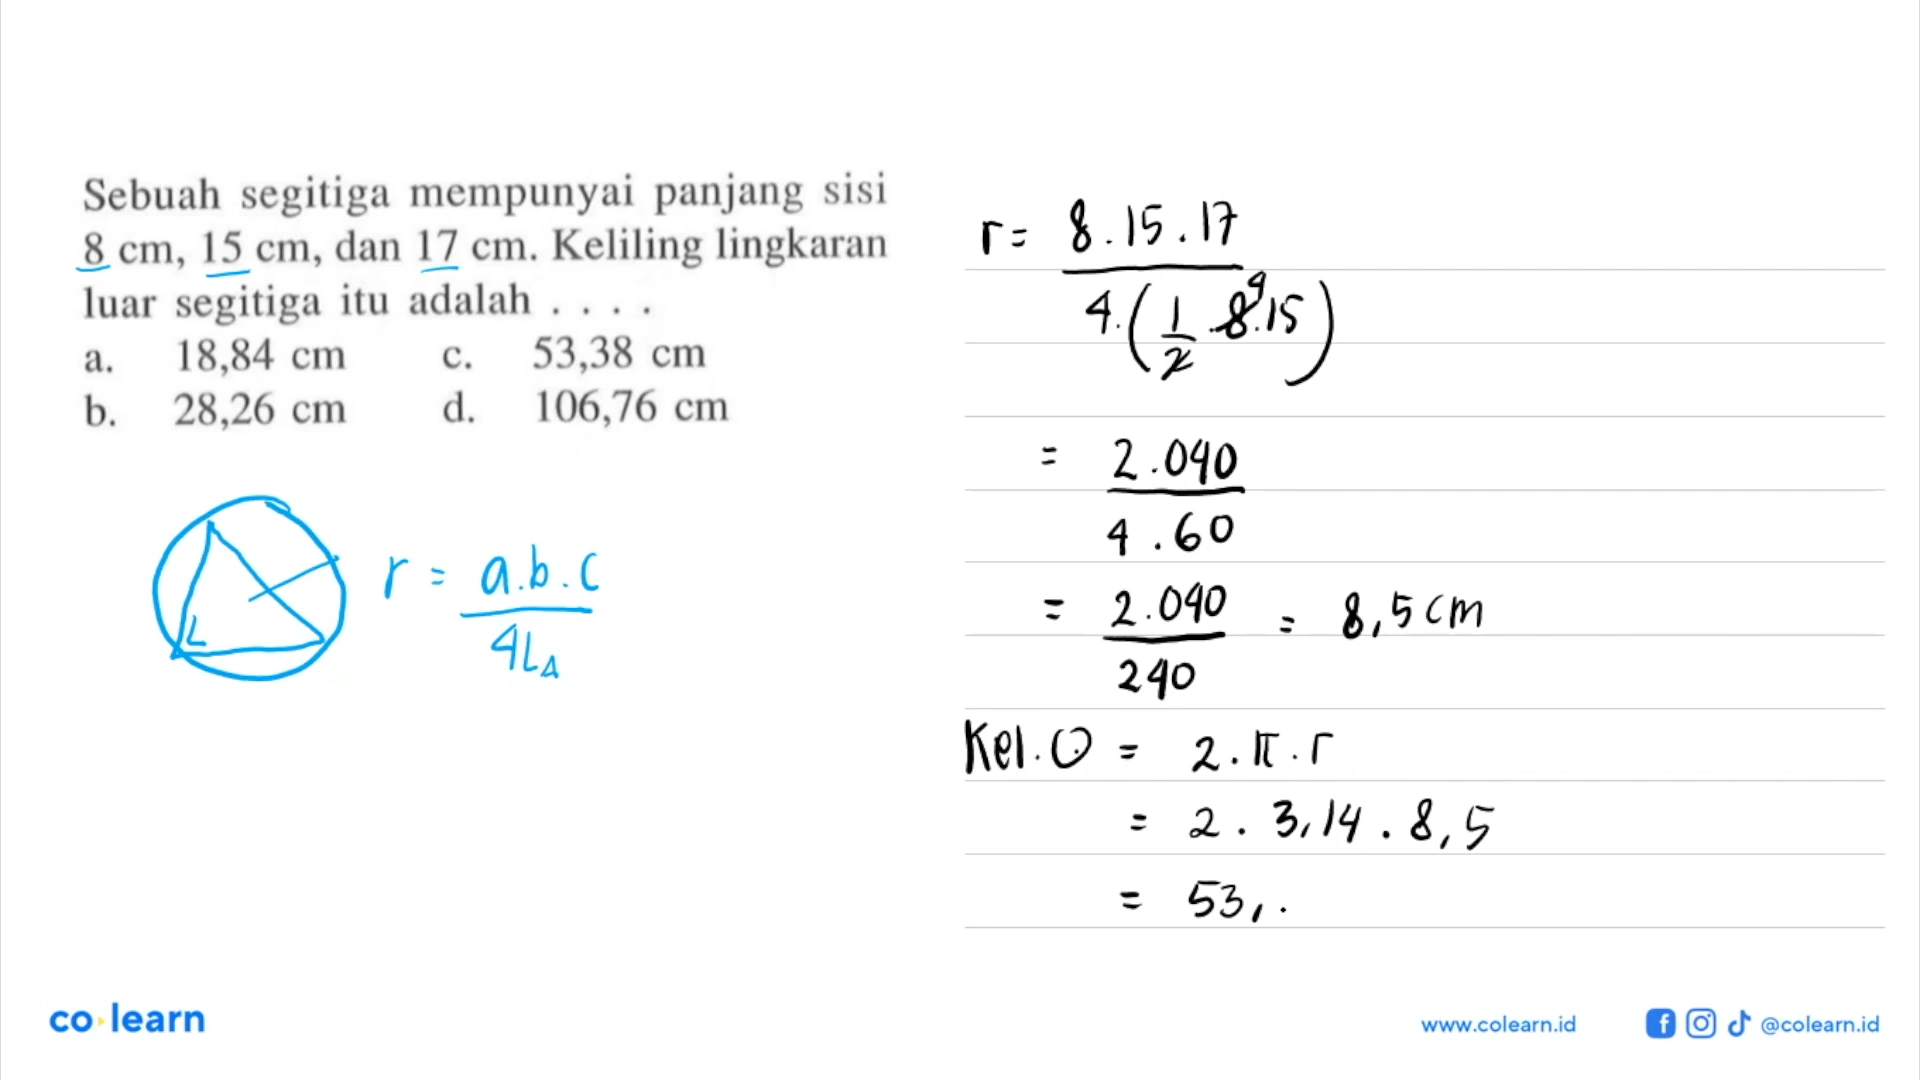 Sebuah segitiga mempunyai panjang sisi
8 cm, 15 cm, dan 17 cm. Keliling lingkaran
luar segitiga itu adalah . . . .
a. 18,84 cm c. 53,38 cm
b. 28,26 cm d. 106,76 cm
r = a.b.c
4L△
r = 8.15.17
4.(1/2 .8.15) 4
= 2.040
4.60
= 2.040 = 8,5 cm
240
Kel.O = 2.π.r
= 2.3,14.8,5
= 53,.
co learn
www.colearn.id @colearn.id